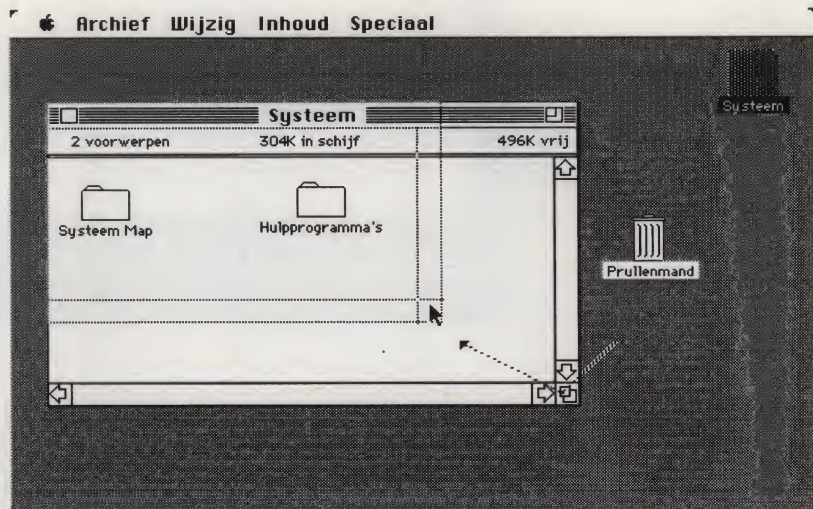 Archief Wijzig Inhoud Speciaal
Systeem
Systeem
2 voorwerpen 304K in schijf 496K vrij
Systeem Map Hulpprogramma's
Prullenmand